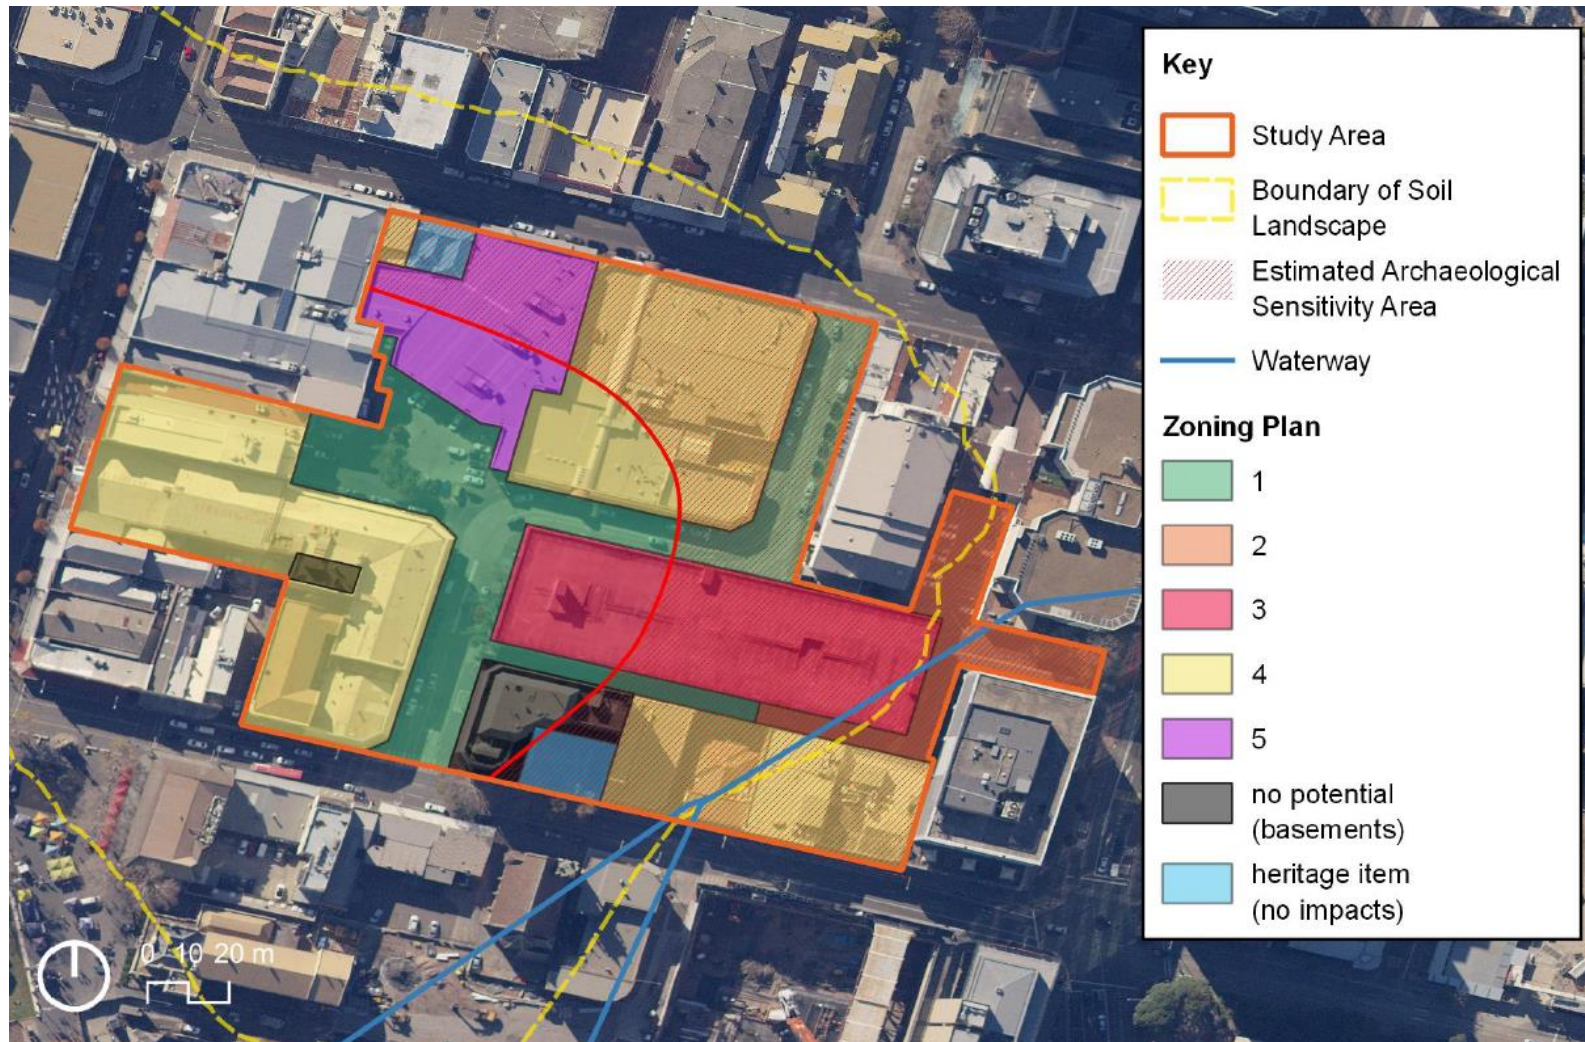 Key
Study Area
Boundary of Soil
Landscape
Estimated Archaeological
Sensitivity Area
Waterway
Zoning Plan
1
2
3
4
5
no potential
(basements)
heritage item
(no impacts)
0 10 20 m